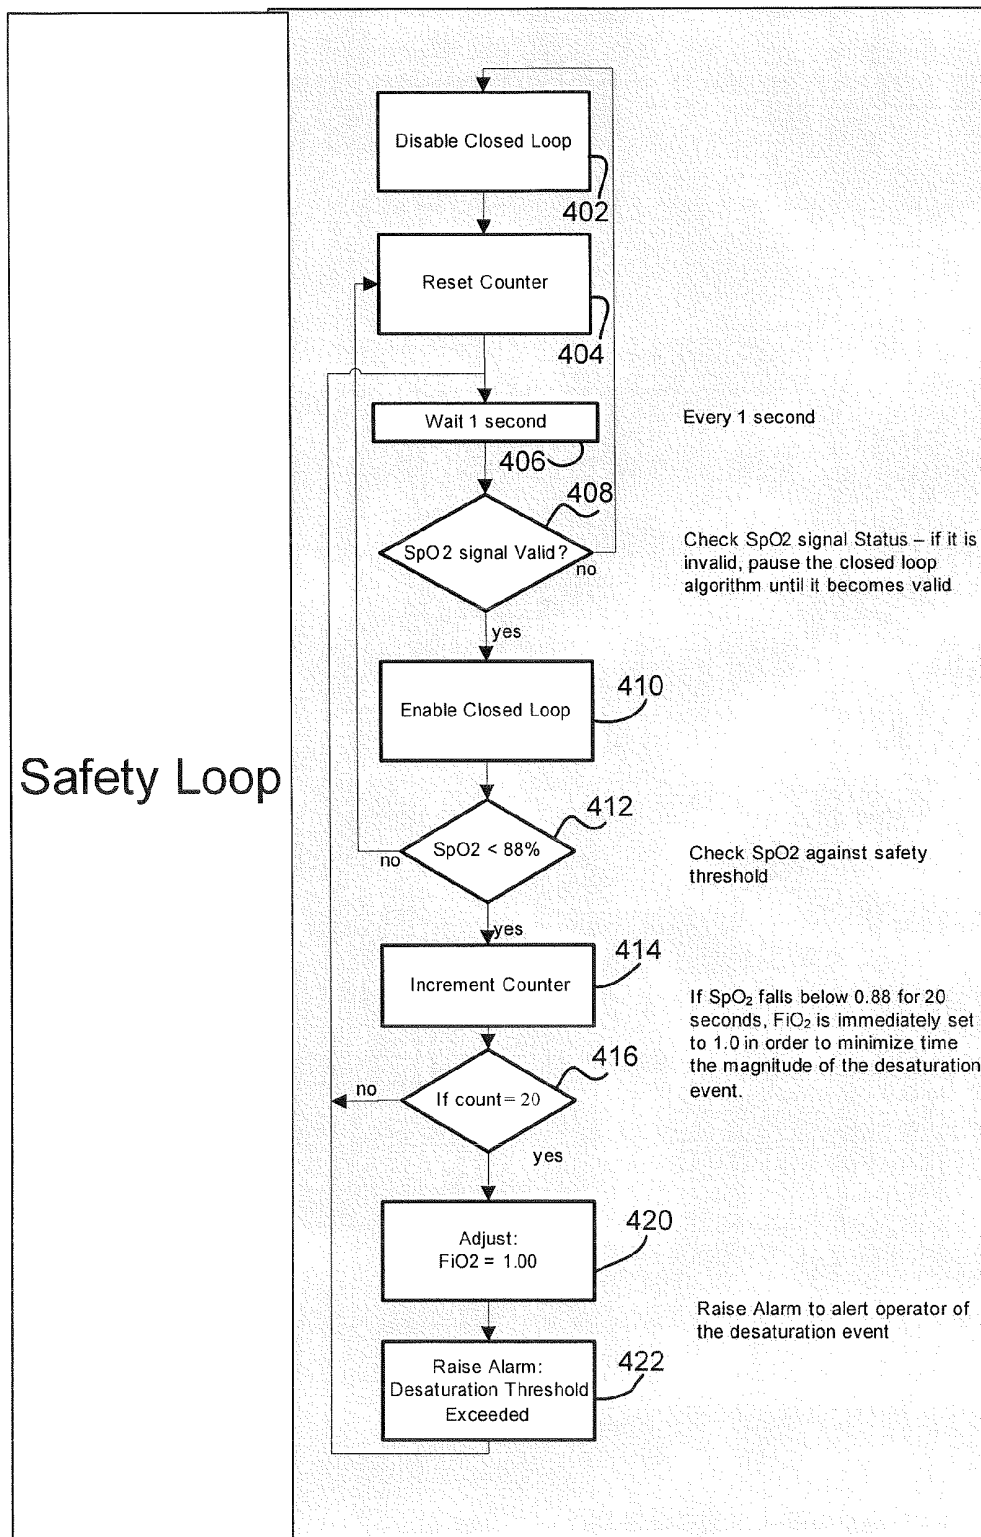 Safety Loop
Disable Closed Loop
402
Reset Counter
404
Wait 1 second
406
Every 1 second
408
SpO2 signal Valid?
no
Check SpO2 signal Status – if it is
invalid, pause the closed loop
algorithm until it becomes valid
yes
Enable Closed Loop
410
412
SpO2 < 88%
no
Check SpO2 against safety
threshold
yes
Increment Counter
414
If SpO₂ falls below 0.88 for 20
seconds, FiO₂ is immediately set
to 1.0 in order to minimize time
the magnitude of the desaturation
event.
416
If count= 20
no
yes
Adjust:
FiO2 = 1.00
420
Raise Alarm to alert operator of
the desaturation event
Raise Alarm:
Desaturation Threshold
Exceeded
422